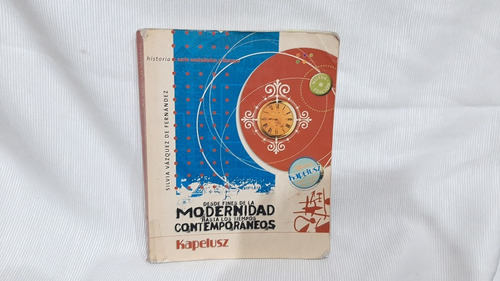 historia
SILVIA VÁZQUEZ DE FERNÁNDEZ
kapelusz
DESDE FINES DE LA
MODERNIDAD
HASTA LOS TIEMPOS
CONTEMPORÁNEOS
Kapelusz